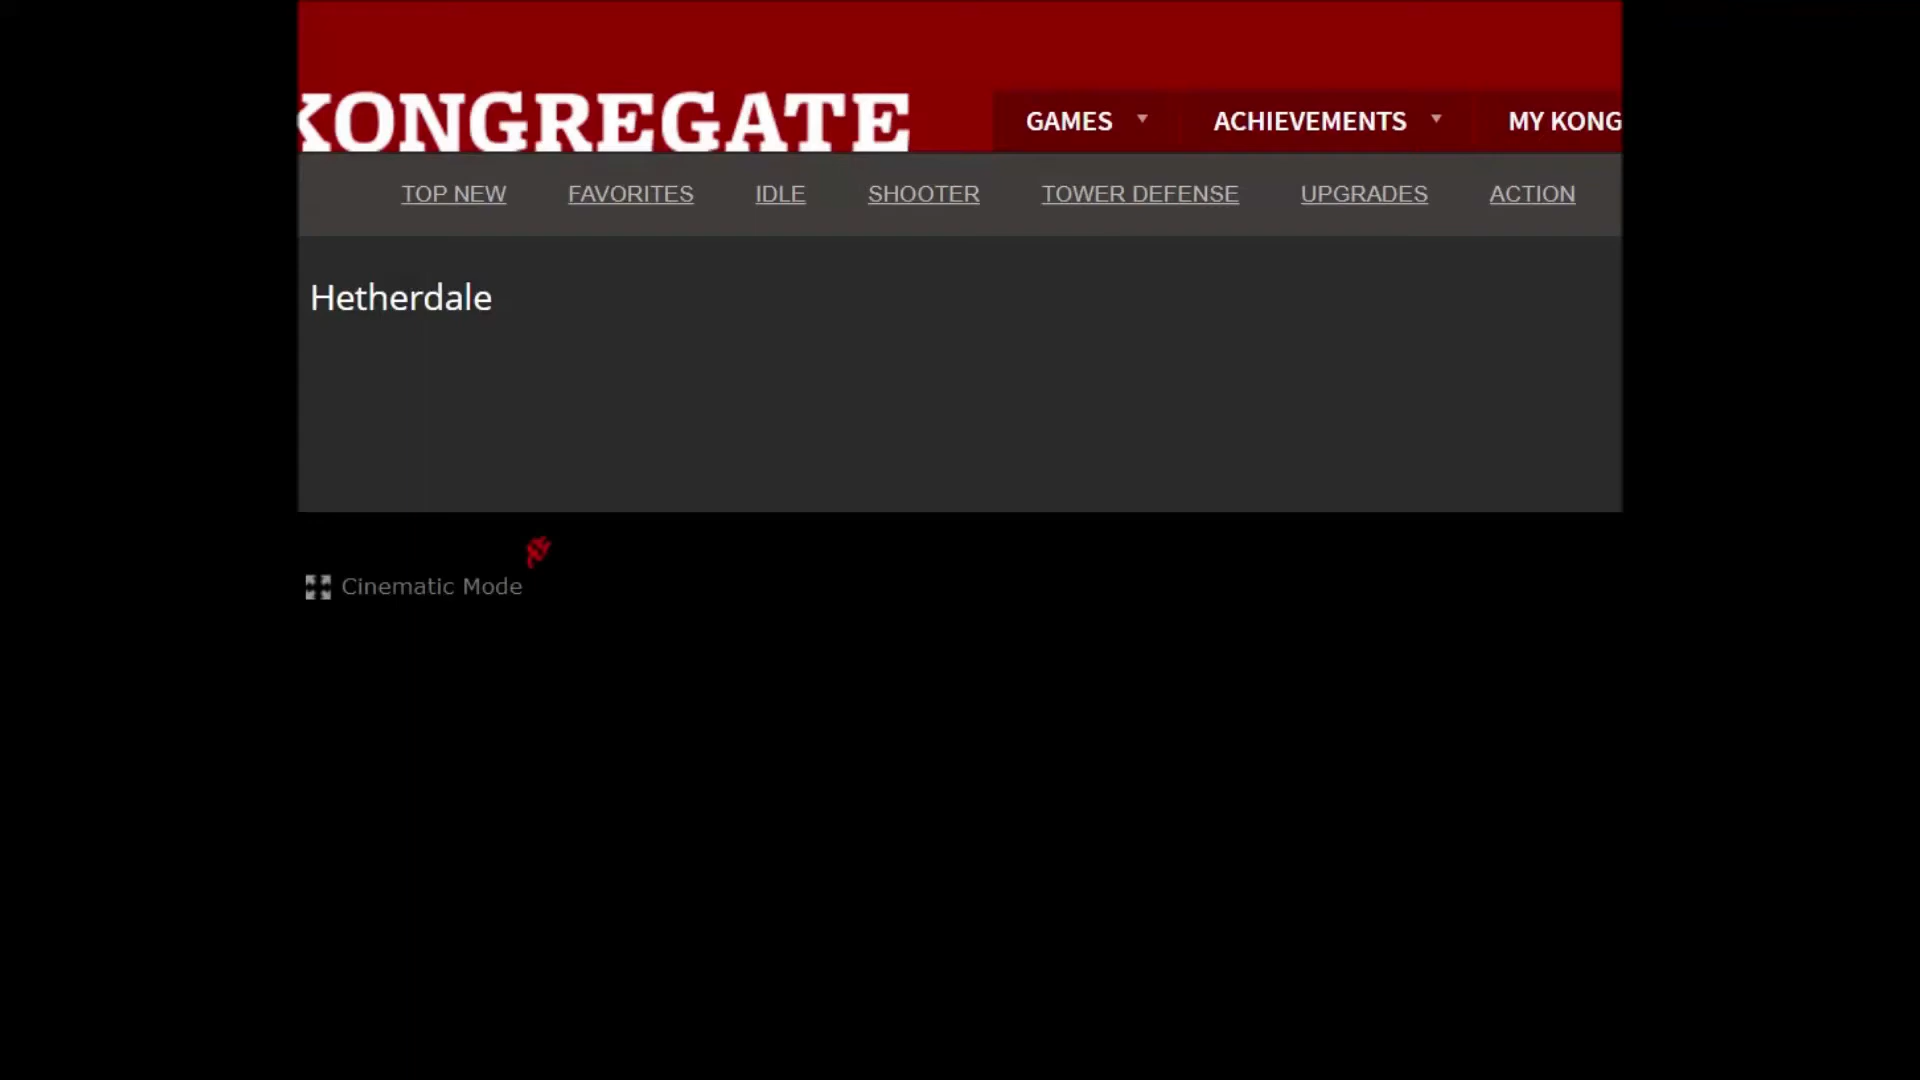 KONGREGATE
GAMES ACHIEVEMENTS MY KONG
TOP NEW FAVORITES IDLE SHOOTER TOWER DEFENSE UPGRADES ACTION
Hetherdale
Cinematic Mode